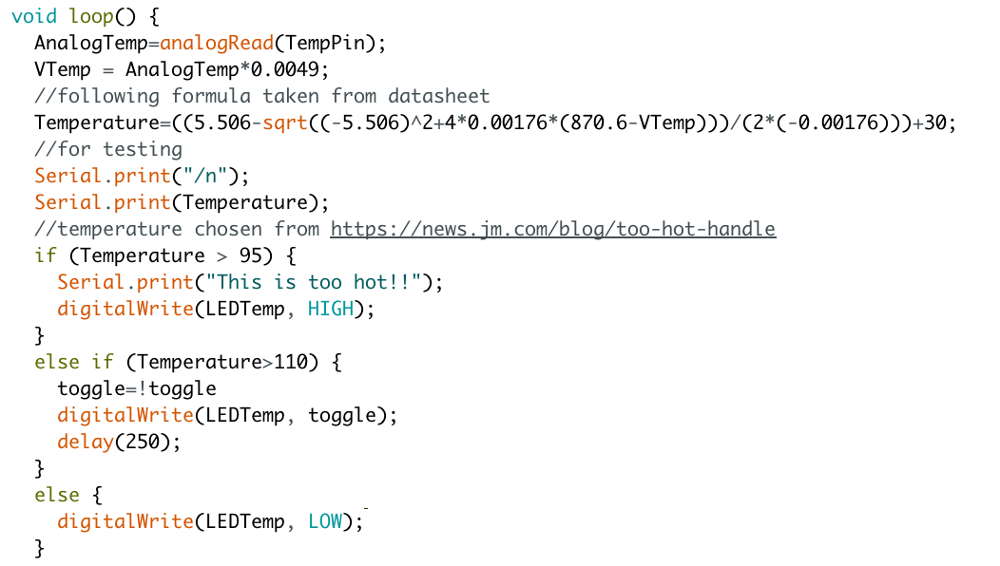 void loop() {
  AnalogTemp=analogRead(TempPin);
  VTemp = AnalogTemp*0.0049;
  //following formula taken from datasheet
  Temperature=((5.506-sqrt((-5.506)^2+4*0.00176*(870.6-VTemp)))/(2*(-0.00176)))+30;
  //for testing
  Serial.print("/n");
  Serial.print(Temperature);
  //temperature chosen from https://news.jm.com/blog/too-hot-handle
  if (Temperature > 95) {
    Serial.print("This is too hot!!");
    digitalWrite(LEDTemp, HIGH);
  }
  else if (Temperature>110) {
    toggle=!toggle
    digitalWrite(LEDTemp, toggle);
    delay(250);
  }
  else {
    digitalWrite(LEDTemp, LOW);
  }